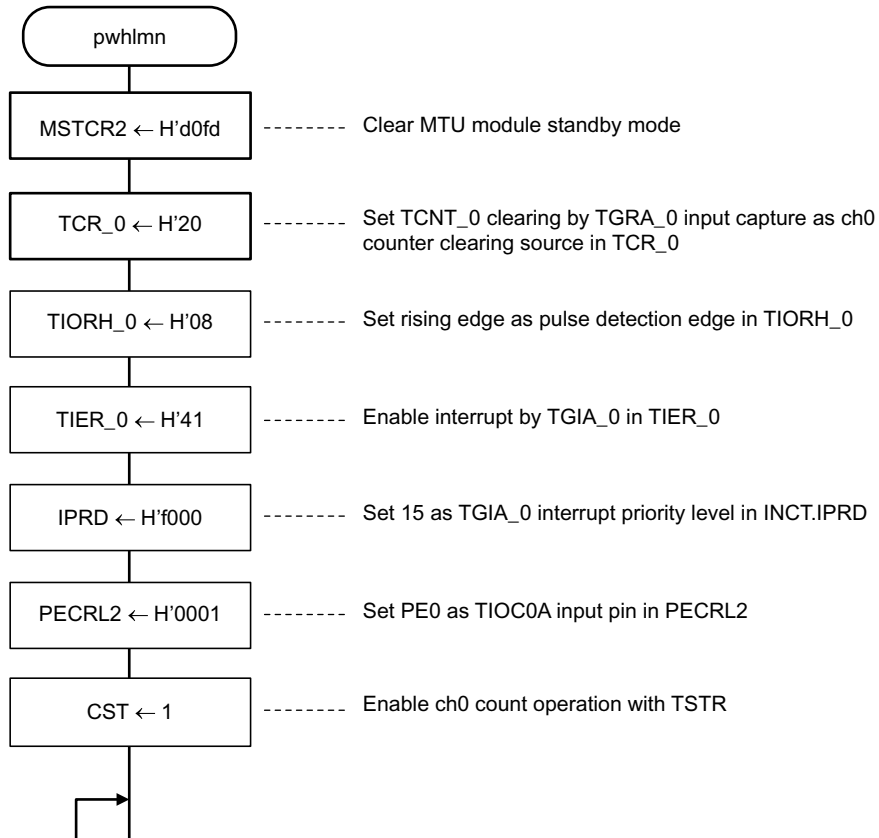 pwhlmn
MSTCR2 ← H'd0fd
Clear MTU module standby mode
TCR_0 ← H'20
Set TCNT_0 clearing by TGRA_0 input capture as ch0
counter clearing source in TCR_0
TIORH_0 ← H'08
Set rising edge as pulse detection edge in TIORH_0
TIER_0 ← H'41
Enable interrupt by TGIA_0 in TIER_0
IPRD ← H'f000
Set 15 as TGIA_0 interrupt priority level in INCT.IPRD
PECRL2 ← H'0001
Set PE0 as TIOC0A input pin in PECRL2
CST ← 1
Enable ch0 count operation with TSTR